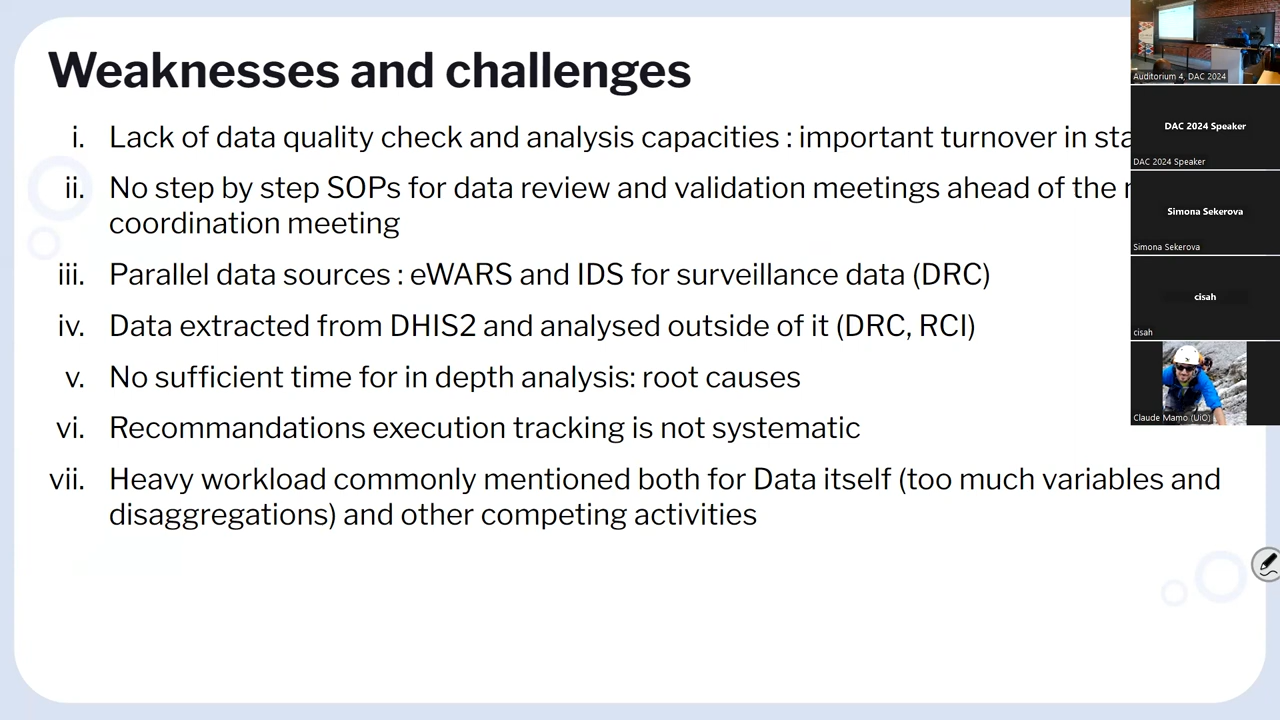 Weaknesses and challenges
i. Lack of data quality check and analysis capacities : important turnover in
ii. No step by step SOPs for data review and validation meetings ahead of the
coordination meeting
iii. Parallel data sources : eWARS and IDS for surveillance data (DRC)
iv. Data extracted from DHIS2 and analysed outside of it (DRC, RCI)
v. No sufficient time for in depth analysis: root causes
vi. Recommandations execution tracking is not systematic
vii. Heavy workload commonly mentioned both for Data itself (too much variables and
disaggregations) and other competing activities
Auditorium 4, DAC 2024
DAC 2024 Speaker
DAC 2024 Speaker
Simona Sekerova
Simona Sekerova
cisah
cisah
Claude Mamo (UiO)